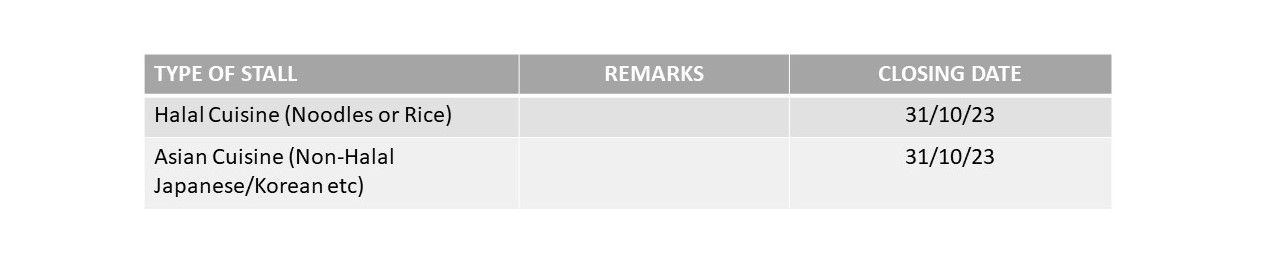 TYPE OF STALL REMARKS CLOSING DATE
Halal Cuisine (Noodles or Rice) 31/10/23
Asian Cuisine (Non-Halal 31/10/23
Japanese/Korean etc)